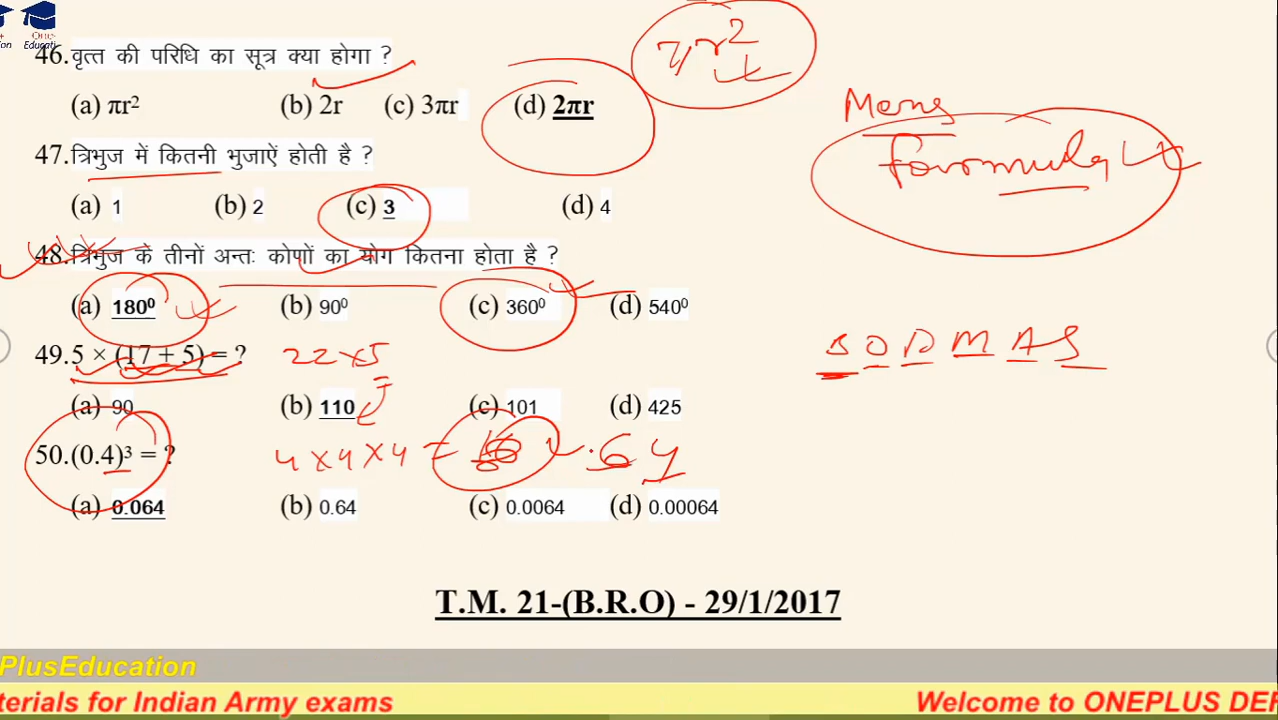 One
Educati
46. वृत्त की परिधि का सूत्र क्या होगा ?
πr²
(a) πr² (b) 2r (c) 3πr (d) 2πr
Mens
formula
47. त्रिभुज में कितनी भुजाऐं होती है ?
(a) 1 (b) 2 (c) 3 (d) 4
48. त्रिभुज के तीनों अन्तः कोणों का योग कितना होता है ?
(a) 180⁰ (b) 90⁰ (c) 360⁰ (d) 540⁰
BODMAS
49. 5 × (17 + 5) = ? 22×5
(a) 90 (b) 110 (c) 101 (d) 425
50. (0.4)³ = ? 4×4×4 = .64
(a) 0.064 (b) 0.64 (c) 0.0064 (d) 0.00064
T.M. 21-(B.R.O) - 29/1/2017
PlusEducation
terials for Indian Army exams Welcome to ONEPLUS DEF